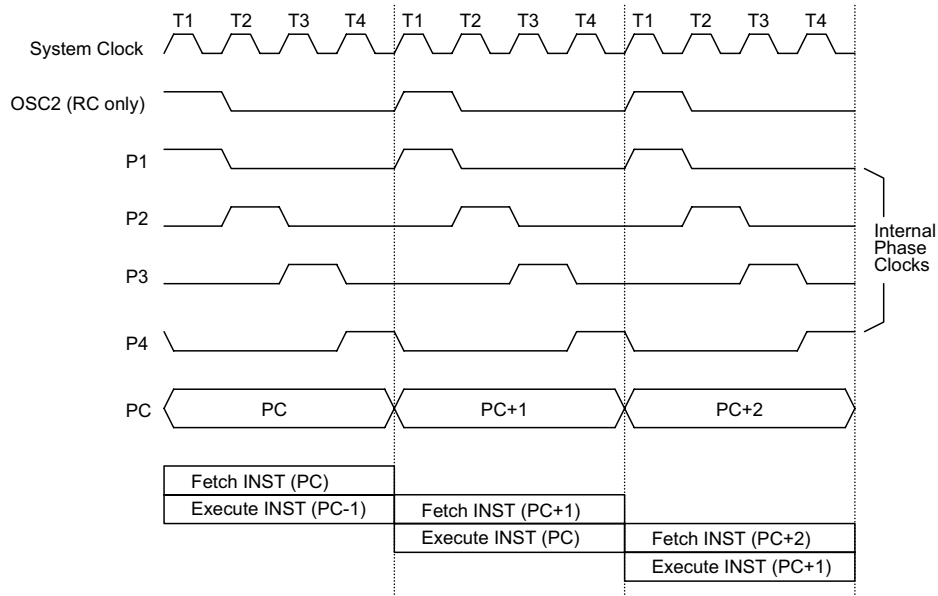 T1 T2 T3 T4 T1 T2 T3 T4 T1 T2 T3 T4
System Clock
OSC2 (RC only)
P1
P2
Internal
Phase
Clocks
P3
P4
PC PC PC+1 PC+2
Fetch INST (PC)
Execute INST (PC-1) Fetch INST (PC+1)
Execute INST (PC) Fetch INST (PC+2)
Execute INST (PC+1)